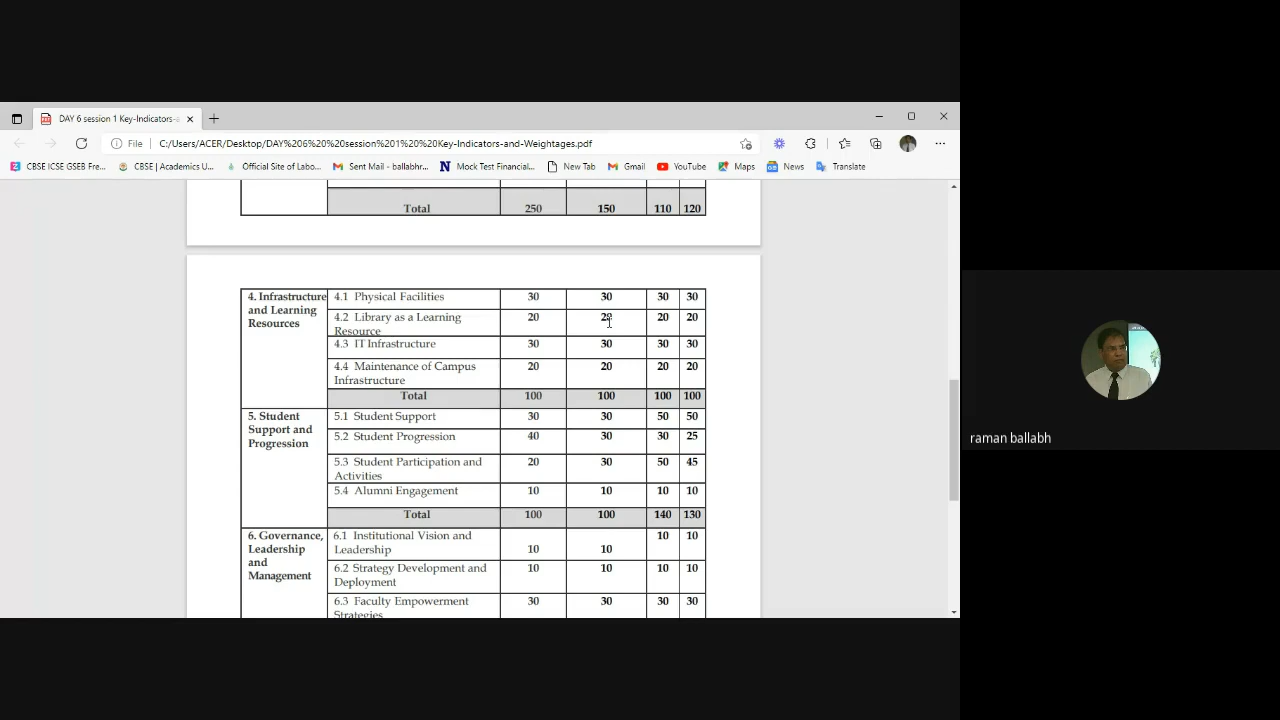 DAY 6 session 1 Key-Indicators-a
File C:/Users/ACER/Desktop/DAY%206%20%20session%201%20%20Key-Indicators-and-Weightages.pdf
CBSE ICSE GSEB Fre... CBSE | Academics U... Official Site of Labo... Sent Mail - ballabhr... Mock Test Financial... New Tab Gmail YouTube Maps News Translate
Total 250 150 110 120
4. Infrastructure 4.1 Physical Facilities 30 30 30 30
and Learning 4.2 Library as a Learning 20 20 20 20
Resources Resource
4.3 IT Infrastructure 30 30 30 30
4.4 Maintenance of Campus 20 20 20 20
Infrastructure
Total 100 100 100 100
5. Student 5.1 Student Support 30 30 50 50
Support and 5.2 Student Progression 40 30 30 25
Progression
5.3 Student Participation and 20 30 50 45
Activities
5.4 Alumni Engagement 10 10 10 10
Total 100 100 140 130
6. Governance, 6.1 Institutional Vision and 10 10
Leadership Leadership 10 10
and 6.2 Strategy Development and 10 10 10 10
Management Deployment
6.3 Faculty Empowerment 30 30 30 30
Strategies
raman ballabh